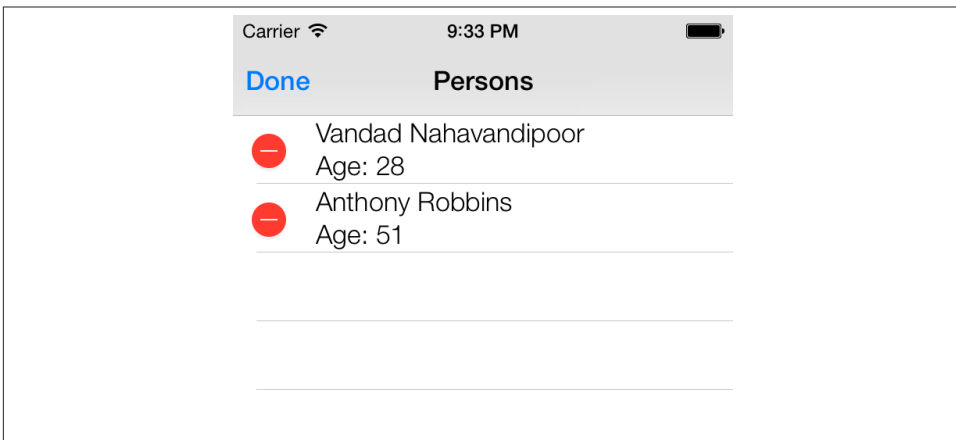 Carrier 9:33 PM
Done Persons
Vandad Nahavandipoor
Age: 28
Anthony Robbins
Age: 51